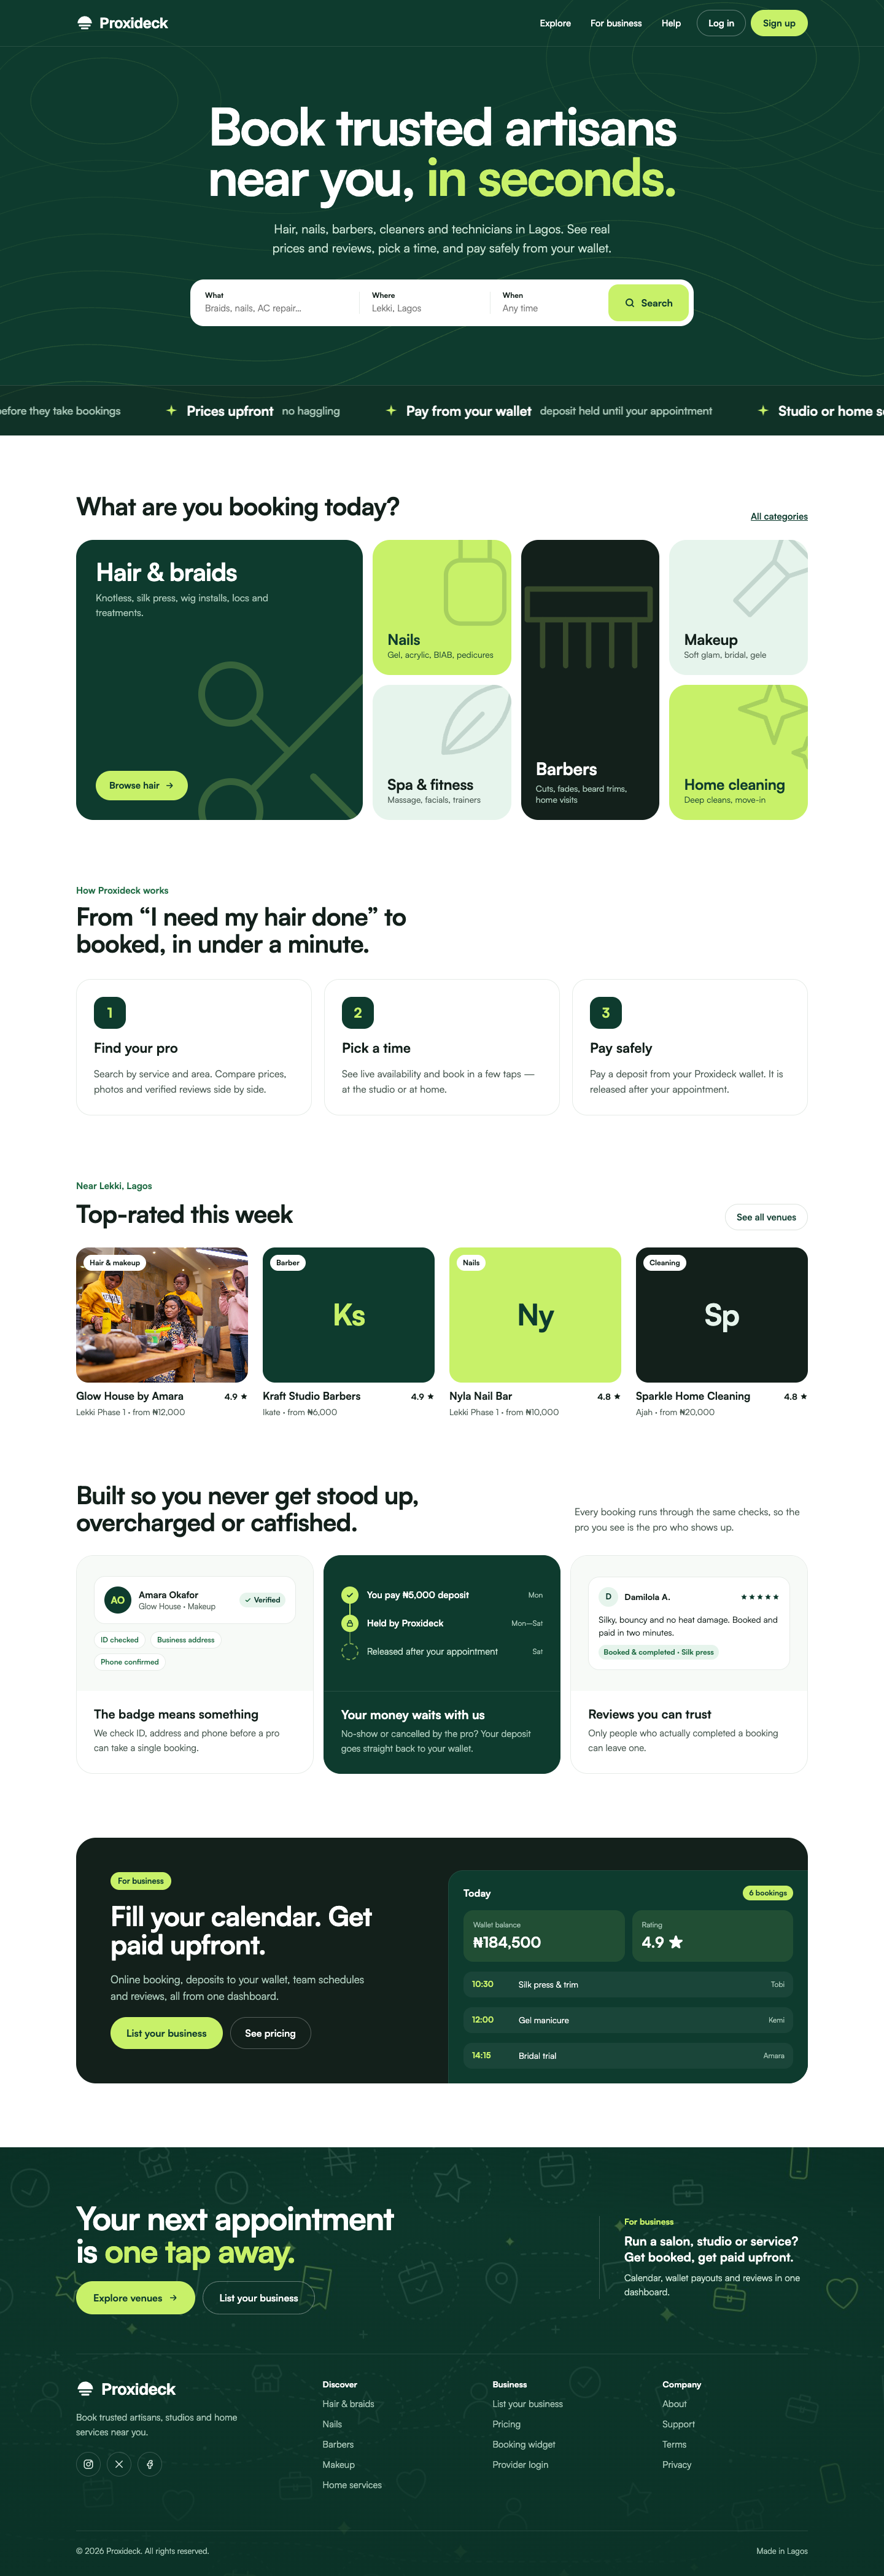 Proxideck
Explore
For business
Help
Log in
Sign up
Book trusted artisans
near you, in seconds.
Hair, nails, barbers, cleaners and technicians in Lagos. See real
prices and reviews, pick a time, and pay safely from your wallet.
What
Braids, nails, AC repair...
Where
Lekki, Lagos
When
Any time
Search
before they take bookings
Prices upfront no haggling
Pay from your wallet deposit held until your appointment
Studio or home s
What are you booking today?
All categories
Hair & braids
Knotless, silk press, wig installs, locs and
treatments.
Browse hair
Nails
Gel, acrylic, BIAB, pedicures
Spa & fitness
Massage, facials, trainers
Barbers
Cuts, fades, beard trims,
home visits
Makeup
Soft glam, bridal, gele
Home cleaning
Deep cleans, move-in
How Proxideck works
From “I need my hair done” to
booked, in under a minute.
1
Find your pro
Search by service and area. Compare prices,
photos and verified reviews side by side.
2
Pick a time
See live availability and book in a few taps —
at the studio or at home.
3
Pay safely
Pay a deposit from your Proxideck wallet. It is
released after your appointment.
Near Lekki, Lagos
Top-rated this week
See all venues
Hair & makeup
Glow House by Amara
4.9 ★
Lekki Phase 1 · from ₦12,000
Barber
Ks
Kraft Studio Barbers
4.9 ★
Ikate · from ₦6,000
Nails
Ny
Nyla Nail Bar
4.8 ★
Lekki Phase 1 · from ₦10,000
Cleaning
Sp
Sparkle Home Cleaning
4.8 ★
Ajah · from ₦20,000
Built so you never get stood up,
overcharged or catfished.
Every booking runs through the same checks, so the
pro you see is the pro who shows up.
AO
Amara Okafor
Glow House · Makeup
Verified
ID checked
Business address
Phone confirmed
The badge means something
We check ID, address and phone before a pro
can take a single booking.
You pay ₦5,000 deposit
Mon
Held by Proxideck
Mon—Sat
Released after your appointment
Sat
Your money waits with us
No-show or cancelled by the pro? Your deposit
goes straight back to your wallet.
D
Damilola A.
★★★★★
Silky, bouncy and no heat damage. Booked and
paid in two minutes.
Booked & completed · Silk press
Reviews you can trust
Only people who actually completed a booking
can leave one.
For business
Fill your calendar. Get
paid upfront.
Online booking, deposits to your wallet, team schedules
and reviews, all from one dashboard.
List your business
See pricing
Today
6 bookings
Wallet balance
₦184,500
Rating
4.9 ★
10:30
Silk press & trim
Tobi
12:00
Gel manicure
Kemi
14:15
Bridal trial
Amara
Your next appointment
is one tap away.
Explore venues
List your business
For business
Run a salon, studio or service?
Get booked, get paid upfront.
Calendar, wallet payouts and reviews in one
dashboard.
Proxideck
Book trusted artisans, studios and home
services near you.
Discover
Hair & braids
Nails
Barbers
Makeup
Home services
Business
List your business
Pricing
Booking widget
Provider login
Company
About
Support
Terms
Privacy
© 2026 Proxideck. All rights reserved.
Made in Lagos